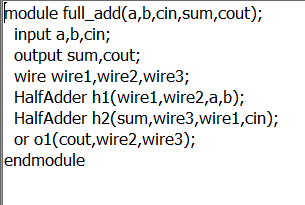 module full_add(a,b,cin,sum,cout);
input a,b,cin;
output sum,cout;
wire wire1,wire2,wire3;
HalfAdder h1(wire1,wire2,a,b);
HalfAdder h2(sum,wire3,wire1,cin);
or o1(cout,wire2,wire3);
endmodule